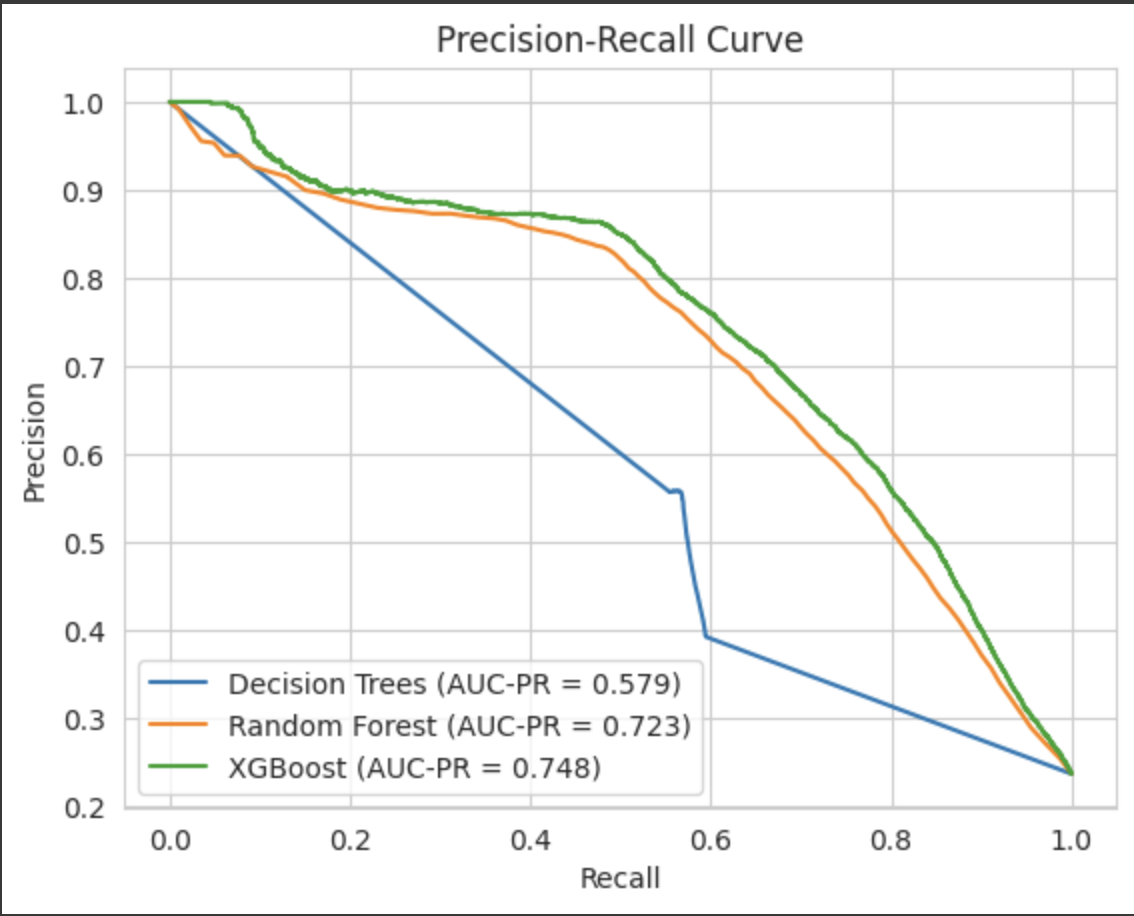 Precision-Recall Curve
1.0
0.9
0.8
0.7
0.6
0.5
0.4
0.3
0.2
Precision
Decision Trees (AUC-PR = 0.579)
Random Forest (AUC-PR = 0.723)
XGBoost (AUC-PR = 0.748)
0.0 0.2 0.4 0.6 0.8 1.0
Recall